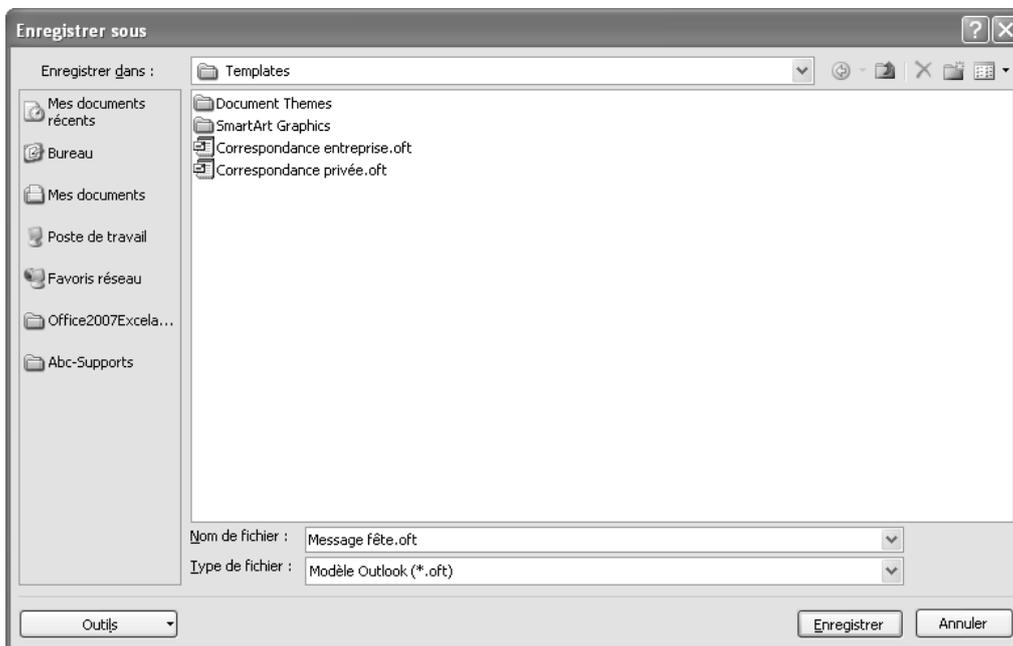 Enregistrer sous
Enregistrer dans :
Templates
Mes documents récents
Bureau
Mes documents
Poste de travail
Favoris réseau
Office2007Excela...
Abc-Supports
Document Themes
SmartArt Graphics
Correspondance entreprise.oft
Correspondance privée.oft
Nom de fichier :
Message fête.oft
Type de fichier :
Modèle Outlook (*.oft)
Outils
Enregistrer
Annuler